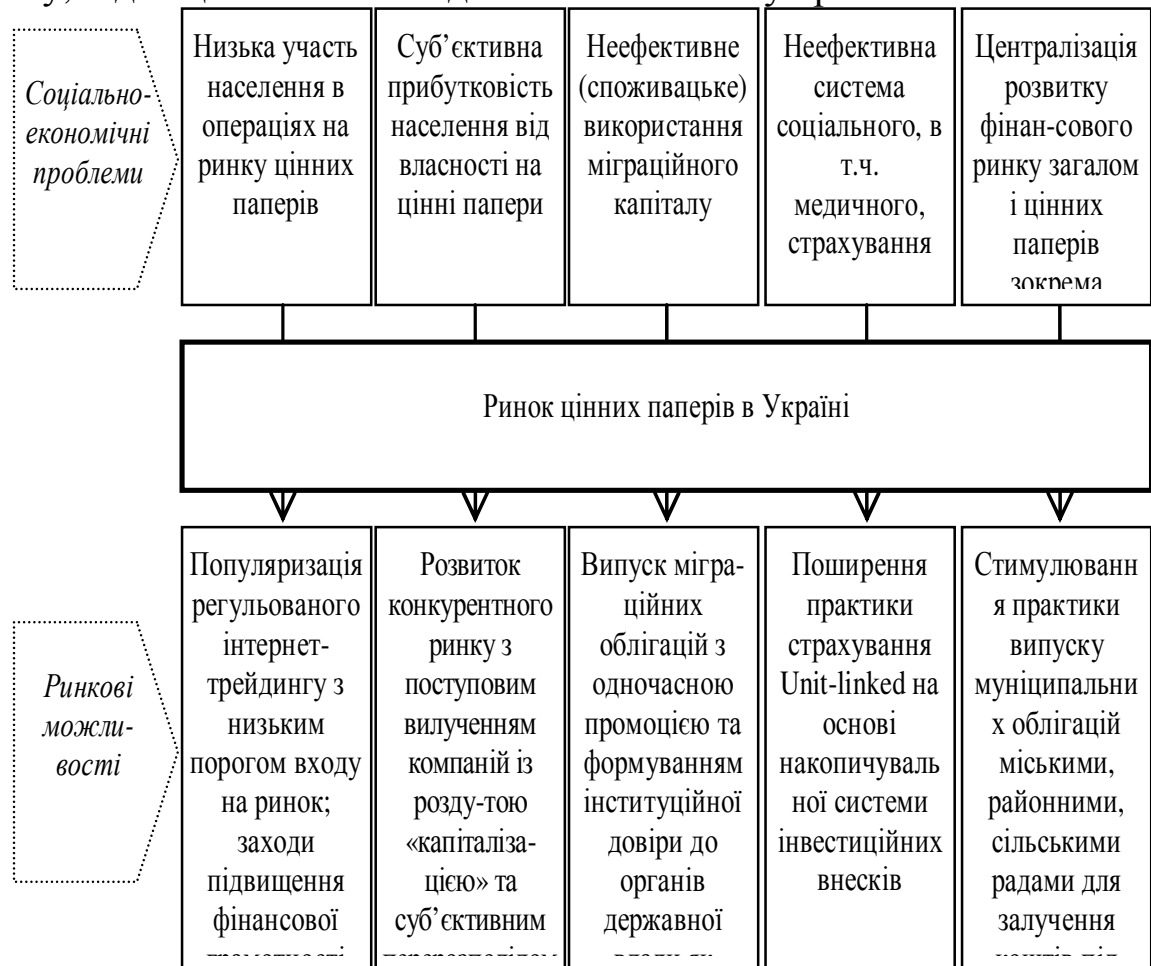 Соціально-
економічні
проблеми
Низька участь
населення в
операціях на
ринку цінних
паперів
Суб’єктивна
прибутковість
населення від
власності на
цінні папери
Неефективне
(споживацьке)
використання
міграційного
капіталу
Неефективна
система
соціального, в
т.ч.
медичного,
страхування
Централізація
розвитку
фінан-сового
ринку загалом
і цінних
паперів
зокрема
Ринок цінних паперів в Україні
Ринкові
можли-
вості
Популяризація
регульованого
інтернет-
трейдингу з
низьким
порогом входу
на ринок;
заходи
підвищення
фінансової
Розвиток
конкурентного
ринку з
поступовим
вилученням
компаній із
розду-тою
«капіталіза-
цією» та
суб’єктивним
Випуск мігра-
ційних
облігацій з
одночасною
промоцією та
формуванням
інституційної
довіри до
органів
державної
Поширення
практики
страхування
Unit-linked на
основі
накопичуваль
ної системи
інвестиційних
внесків
Стимулюванн
я практики
випуску
муніципальни
х облігацій
міськими,
районними,
сільськими
радами для
залучення